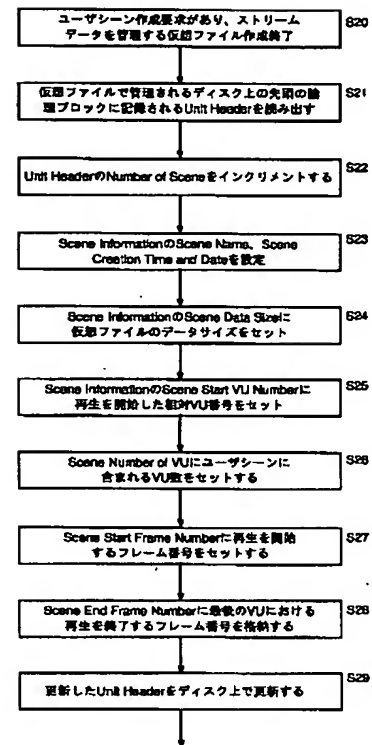 ユーザシーン作成要求があり、ストリーム
データを管理する仮想ファイル作成終了
S20
仮想ファイルで管理されるディスク上の先頭の論
理ブロックに記録されるUnit Headerを読み出す
S21
Unit HeaderのNumber of Sceneをインクリメントする
S22
Scene InformationのScene Name、Scene
Creation Time and Dateを設定
S23
Scene InformationのScene Data Sizeに
仮想ファイルのデータサイズをセット
S24
Scene InformationのScene Start VU Numberに
再生を開始した相対VU番号をセット
S25
Scene Number of VUにユーザシーンに
含まれるVU数をセットする
S26
Scene Start Frame Numberに再生を開始
するフレーム番号をセットする
S27
Scene End Frame Numberに最後のVUにおける
再生を終了するフレーム番号を格納する
S28
更新したUnit Headerをディスク上で更新する
S29